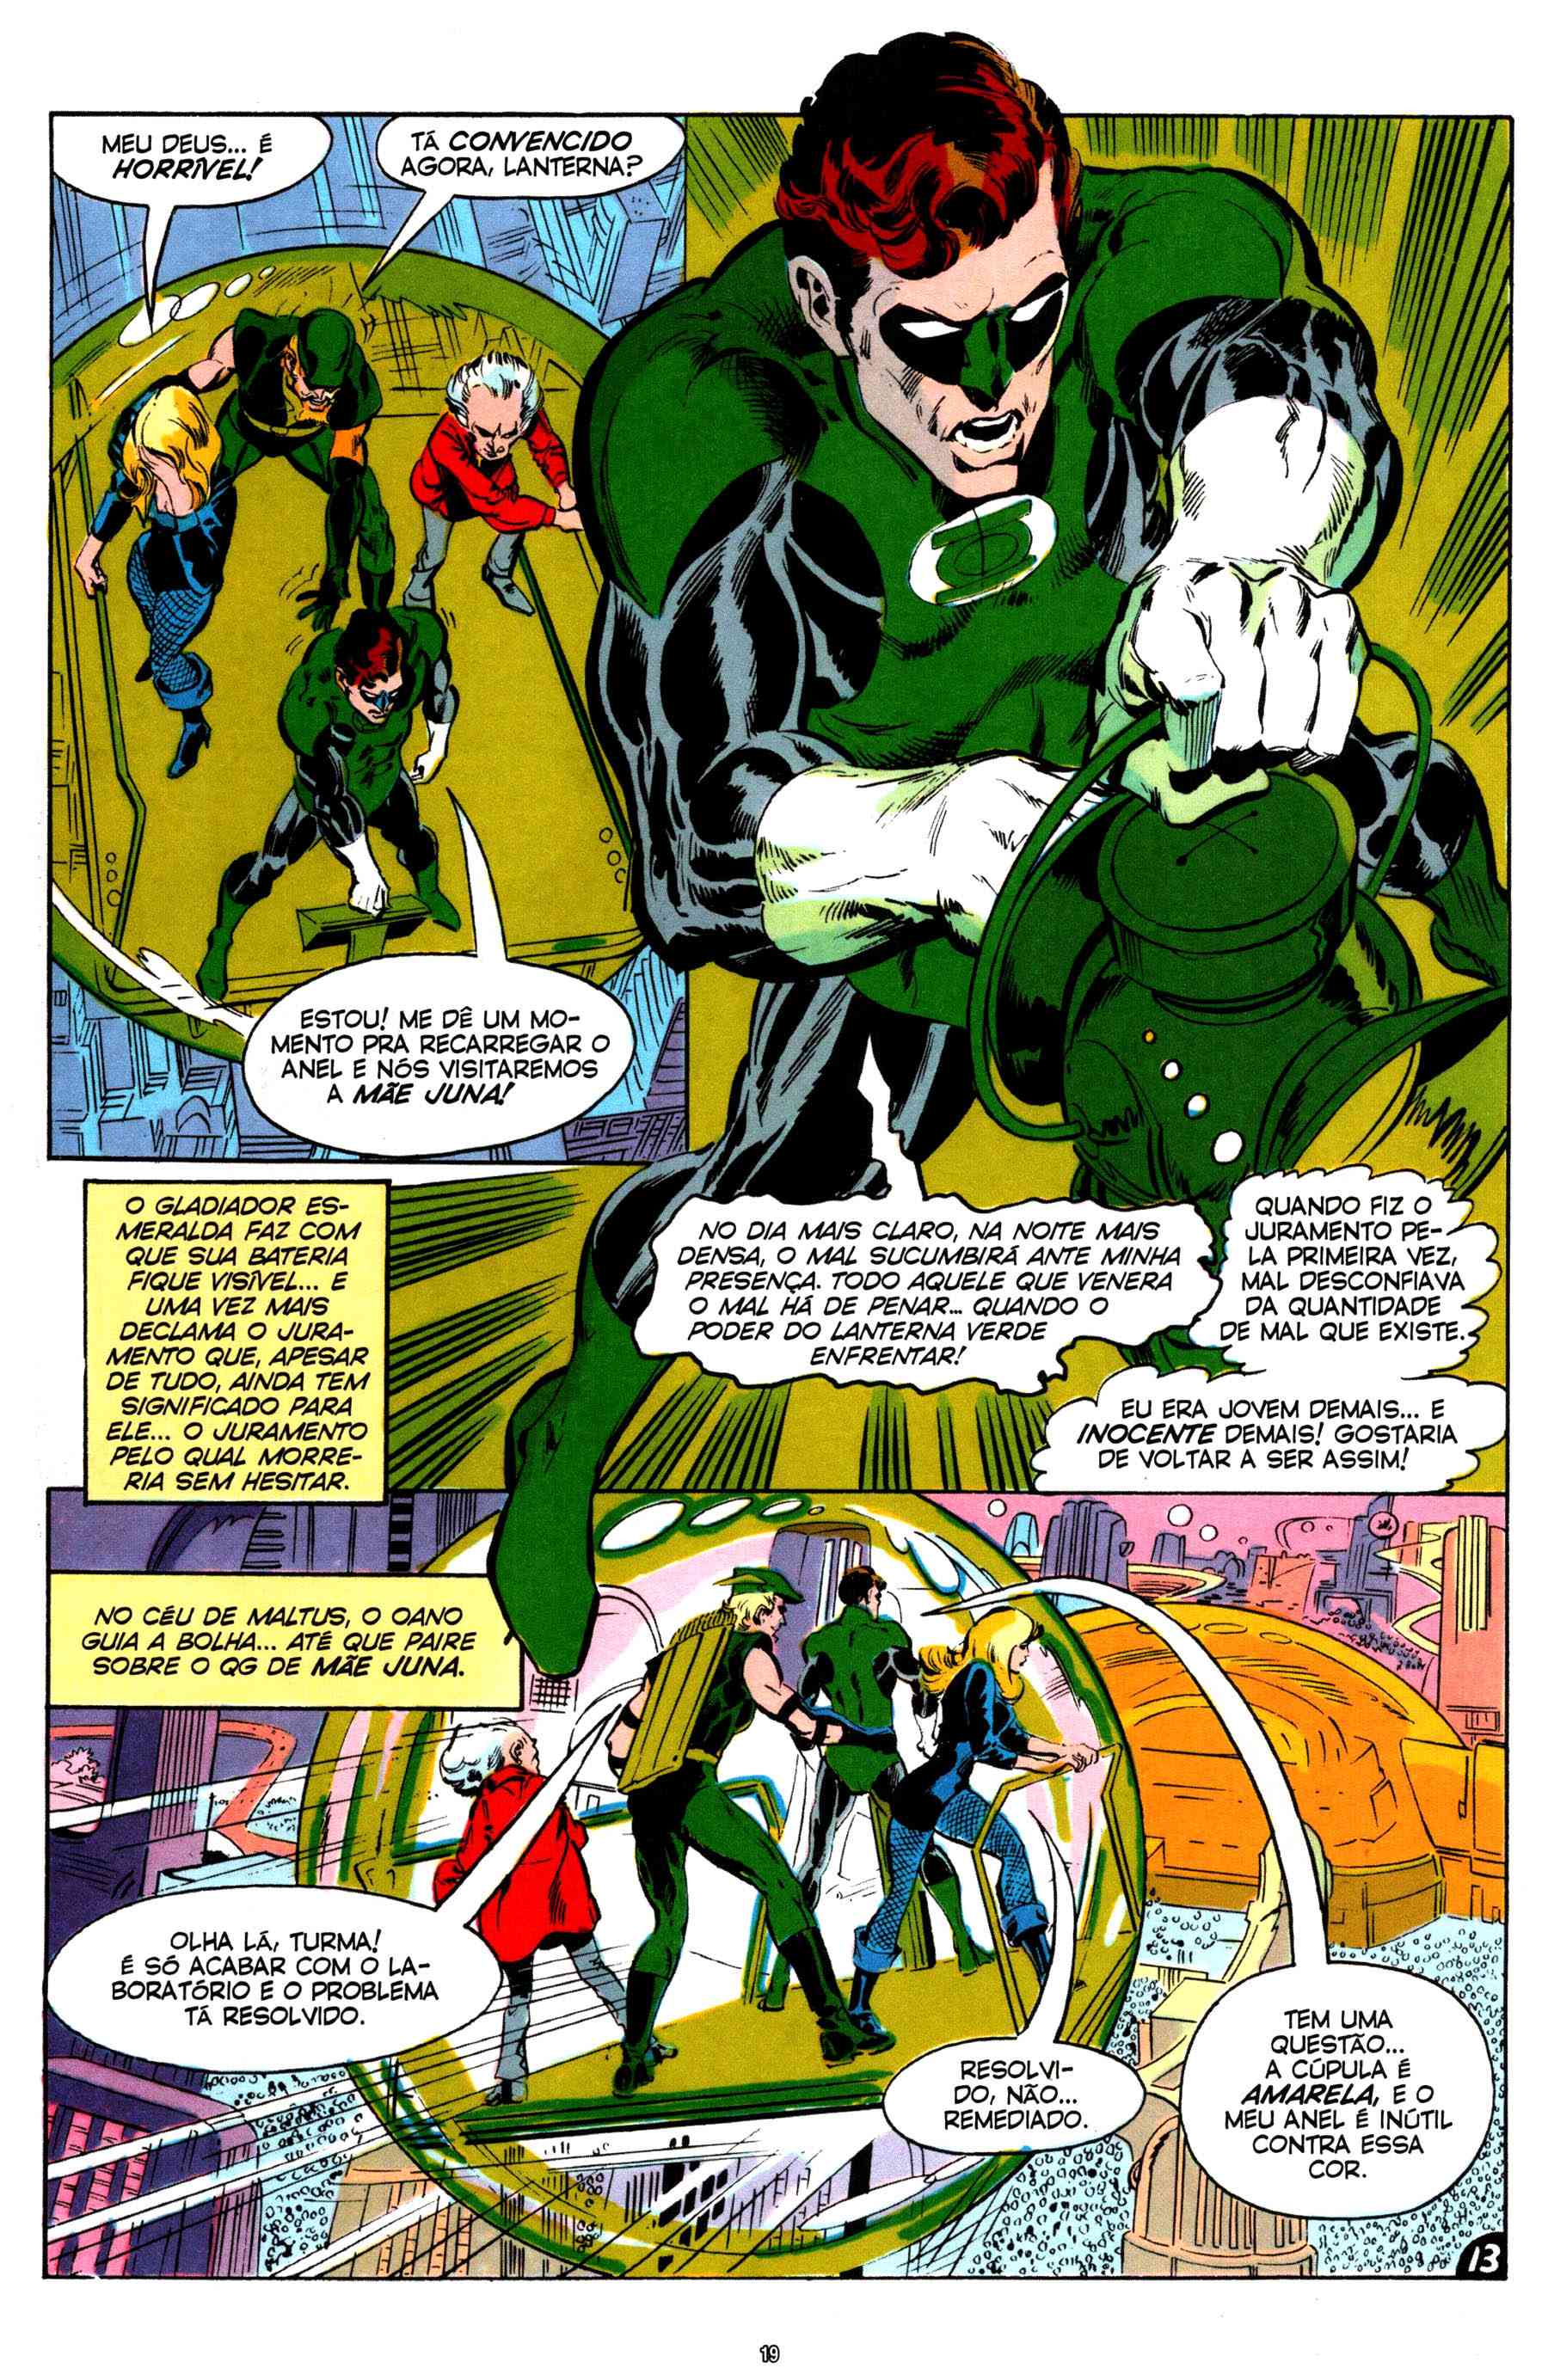 MEU DEUS... É
HORRÍVEL!
TÁ CONVENCIDO
AGORA, LANTERNA?
ESTOU! ME DÊ UM MO-
MENTO PRA RECARREGAR O
ANEL E NÓS VISITAREMOS
A MÃE JUNA!
O GLADIADOR ES-
MERALDA FAZ COM
QUE SUA BATERIA
FIQUE VISÍVEL... E
UMA VEZ MAIS
DECLAMA O JURA-
MENTO QUE, APESAR
DE TUDO, AINDA TEM
SIGNIFICADO PARA
ELE... O JURAMENTO
PELO QUAL MORRE-
RIA SEM HESITAR.
NO DIA MAIS CLARO, NA NOITE MAIS
DENSA, O MAL SUCUMBIRÁ ANTE MINHA
PRESENÇA. TODO AQUELE QUE VENERA
O MAL HÁ DE PENAR... QUANDO O
PODER DO LANTERNA VERDE
ENFRENTAR!
QUANDO FIZ O
JURAMENTO PE-
LA PRIMEIRA VEZ,
MAL DESCONFIAVA
DA QUANTIDADE
DE MAL QUE EXISTE.
EU ERA JOVEM DEMAIS... E
INOCENTE DEMAIS! GOSTARIA
DE VOLTAR A SER ASSIM!
NO CÉU DE MALTUS, O OANO
GUIA A BOLHA... ATÉ QUE PAIRE
SOBRE O QG DE MÃE JUNA.
OLHA LÁ, TURMA!
É SÓ ACABAR COM O LA-
BORATÓRIO E O PROBLEMA
TÁ RESOLVIDO.
RESOLVI-
DO, NÃO...
REMEDIADO.
TEM UMA
QUESTÃO...
A CÚPULA É
AMARELA, E O
MEU ANEL É INÚTIL
CONTRA ESSA
COR.
13
19